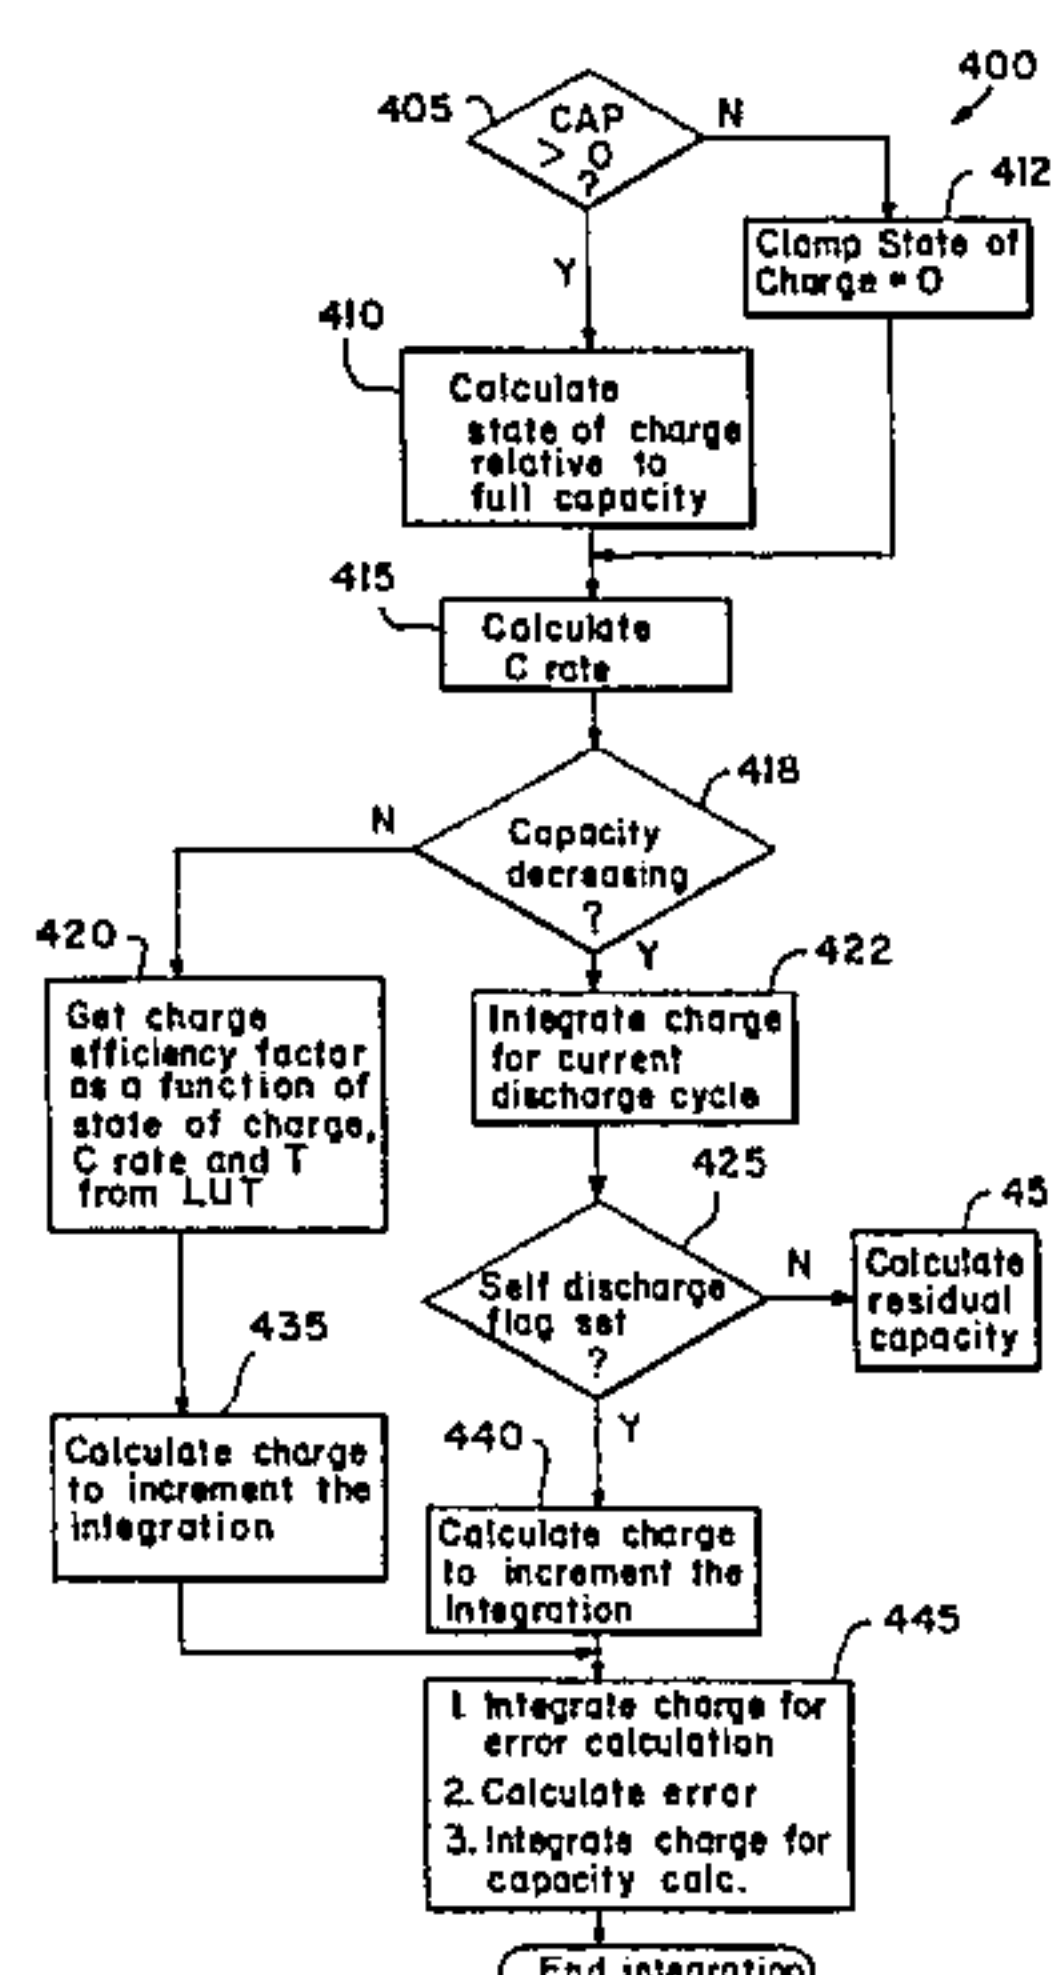 400
405
CAP
> 0
?
N
412
Clamp State of
Charge = 0
Y
410
Calculate
state of charge
relative to
full capacity
415
Calculate
C rate
418
N
Capacity
decreasing
?
Y
420
Get charge
efficiency factor
as a function of
state of charge,
C rate and T
from LUT
422
Integrate charge
for current
discharge cycle
425
Self discharge
flag set
?
N
45
Calculate
residual
capacity
435
Calculate charge
to increment the
integration
Y
440
Calculate charge
to increment the
Integration
445
1. Integrate charge for
error calculation
2. Calculate error
3. Integrate charge for
capacity calc.
End integration